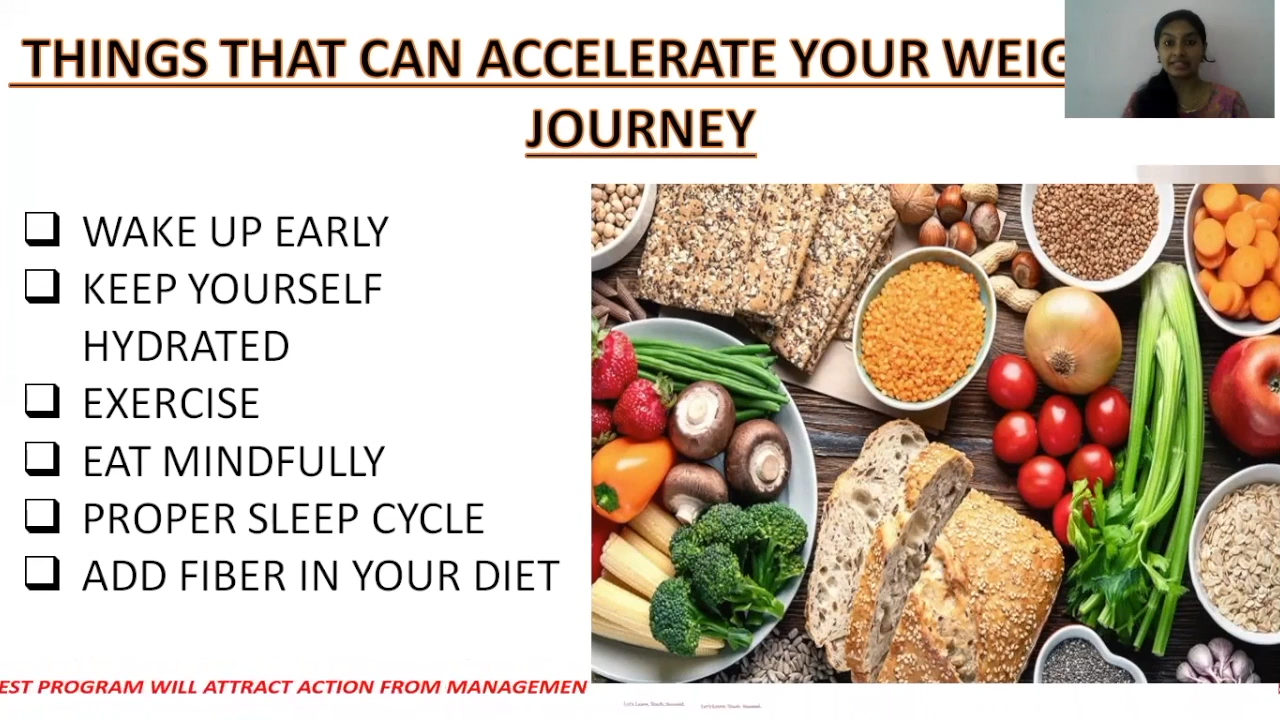 THINGS THAT CAN ACCELERATE YOUR WEIG
JOURNEY
WAKE UP EARLY
KEEP YOURSELF
HYDRATED
EXERCISE
EAT MINDFULLY
PROPER SLEEP CYCLE
ADD FIBER IN YOUR DIET
EST PROGRAM WILL ATTRACT ACTION FROM MANAGEMEN